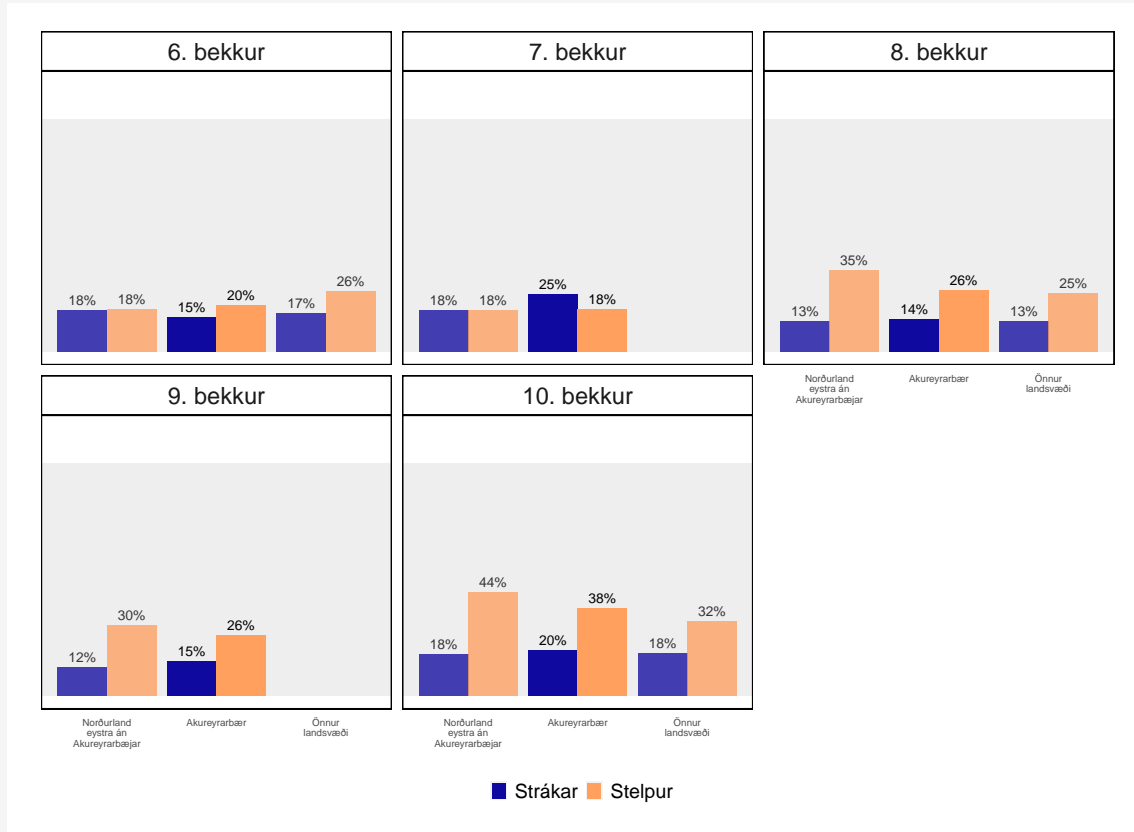 6. bekkur
7. bekkur
8. bekkur
18% 18% 15% 20% 17% 26%
18% 18% 25% 18%
13% 35% 14% 26% 13% 25%
Norðurland
eystra án
Akureyrarbæjar
Akureyrarbær
Önnur
landsvæði
9. bekkur
10. bekkur
12% 30% 15% 26%
18% 44% 20% 38% 18% 32%
Norðurland
eystra án
Akureyrarbæjar
Akureyrarbær
Önnur
landsvæði
Norðurland
eystra án
Akureyrarbæjar
Akureyrarbær
Önnur
landsvæði
Strákar Stelpur